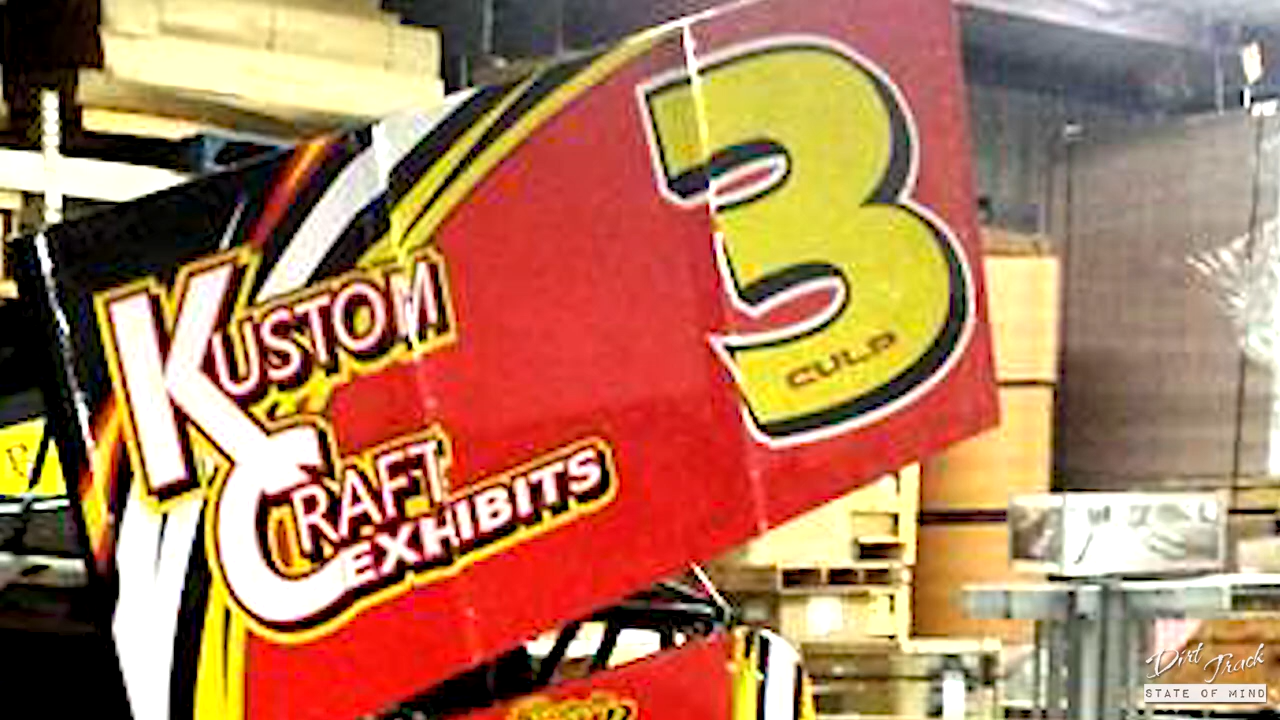 3
CULP
KUSTOM
CRAFT
EXHIBITS
Dirt Track
STATE OF MIND